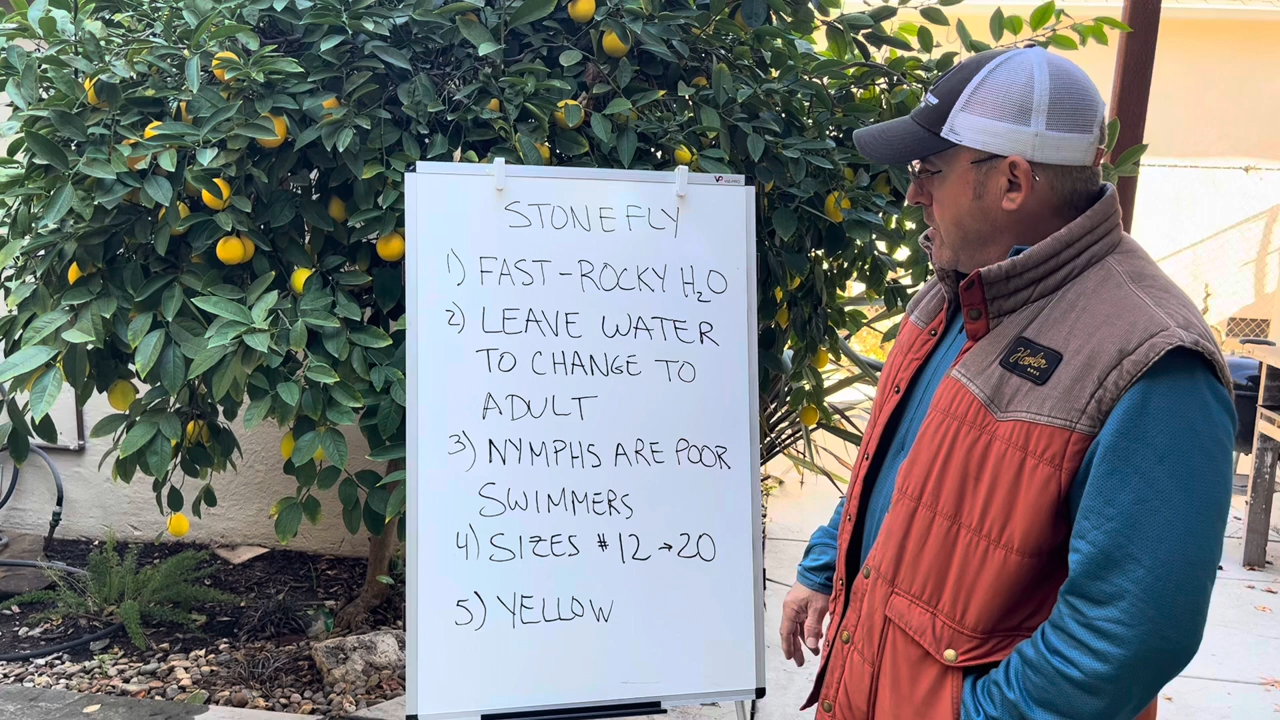 STONEFLY
1) FAST-ROCKY H₂O
2) LEAVE WATER
TO CHANGE TO
ADULT
3) NYMPHS ARE POOR
SWIMMERS
4) SIZES #12→20
5) YELLOW
Howler